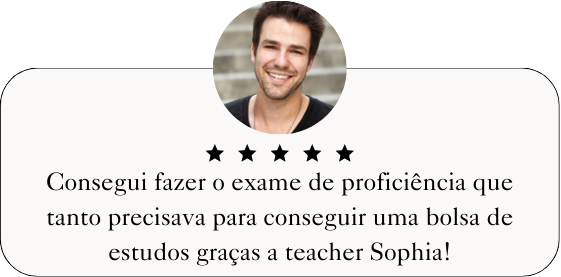 Consegui fazer o exame de proficiência que
tanto precisava para conseguir uma bolsa de
estudos graças a teacher Sophia!